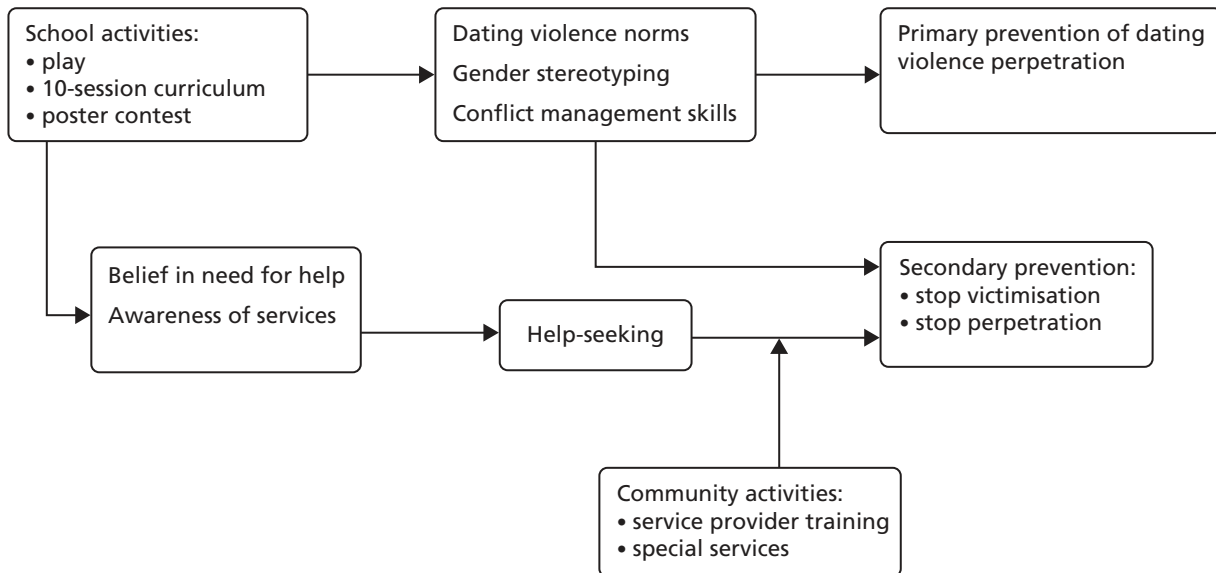 School activities:
• play
• 10-session curriculum
• poster contest
Dating violence norms
Gender stereotyping
Conflict management skills
Primary prevention of dating
violence perpetration
Belief in need for help
Awareness of services
Help-seeking
Secondary prevention:
• stop victimisation
• stop perpetration
Community activities:
• service provider training
• special services